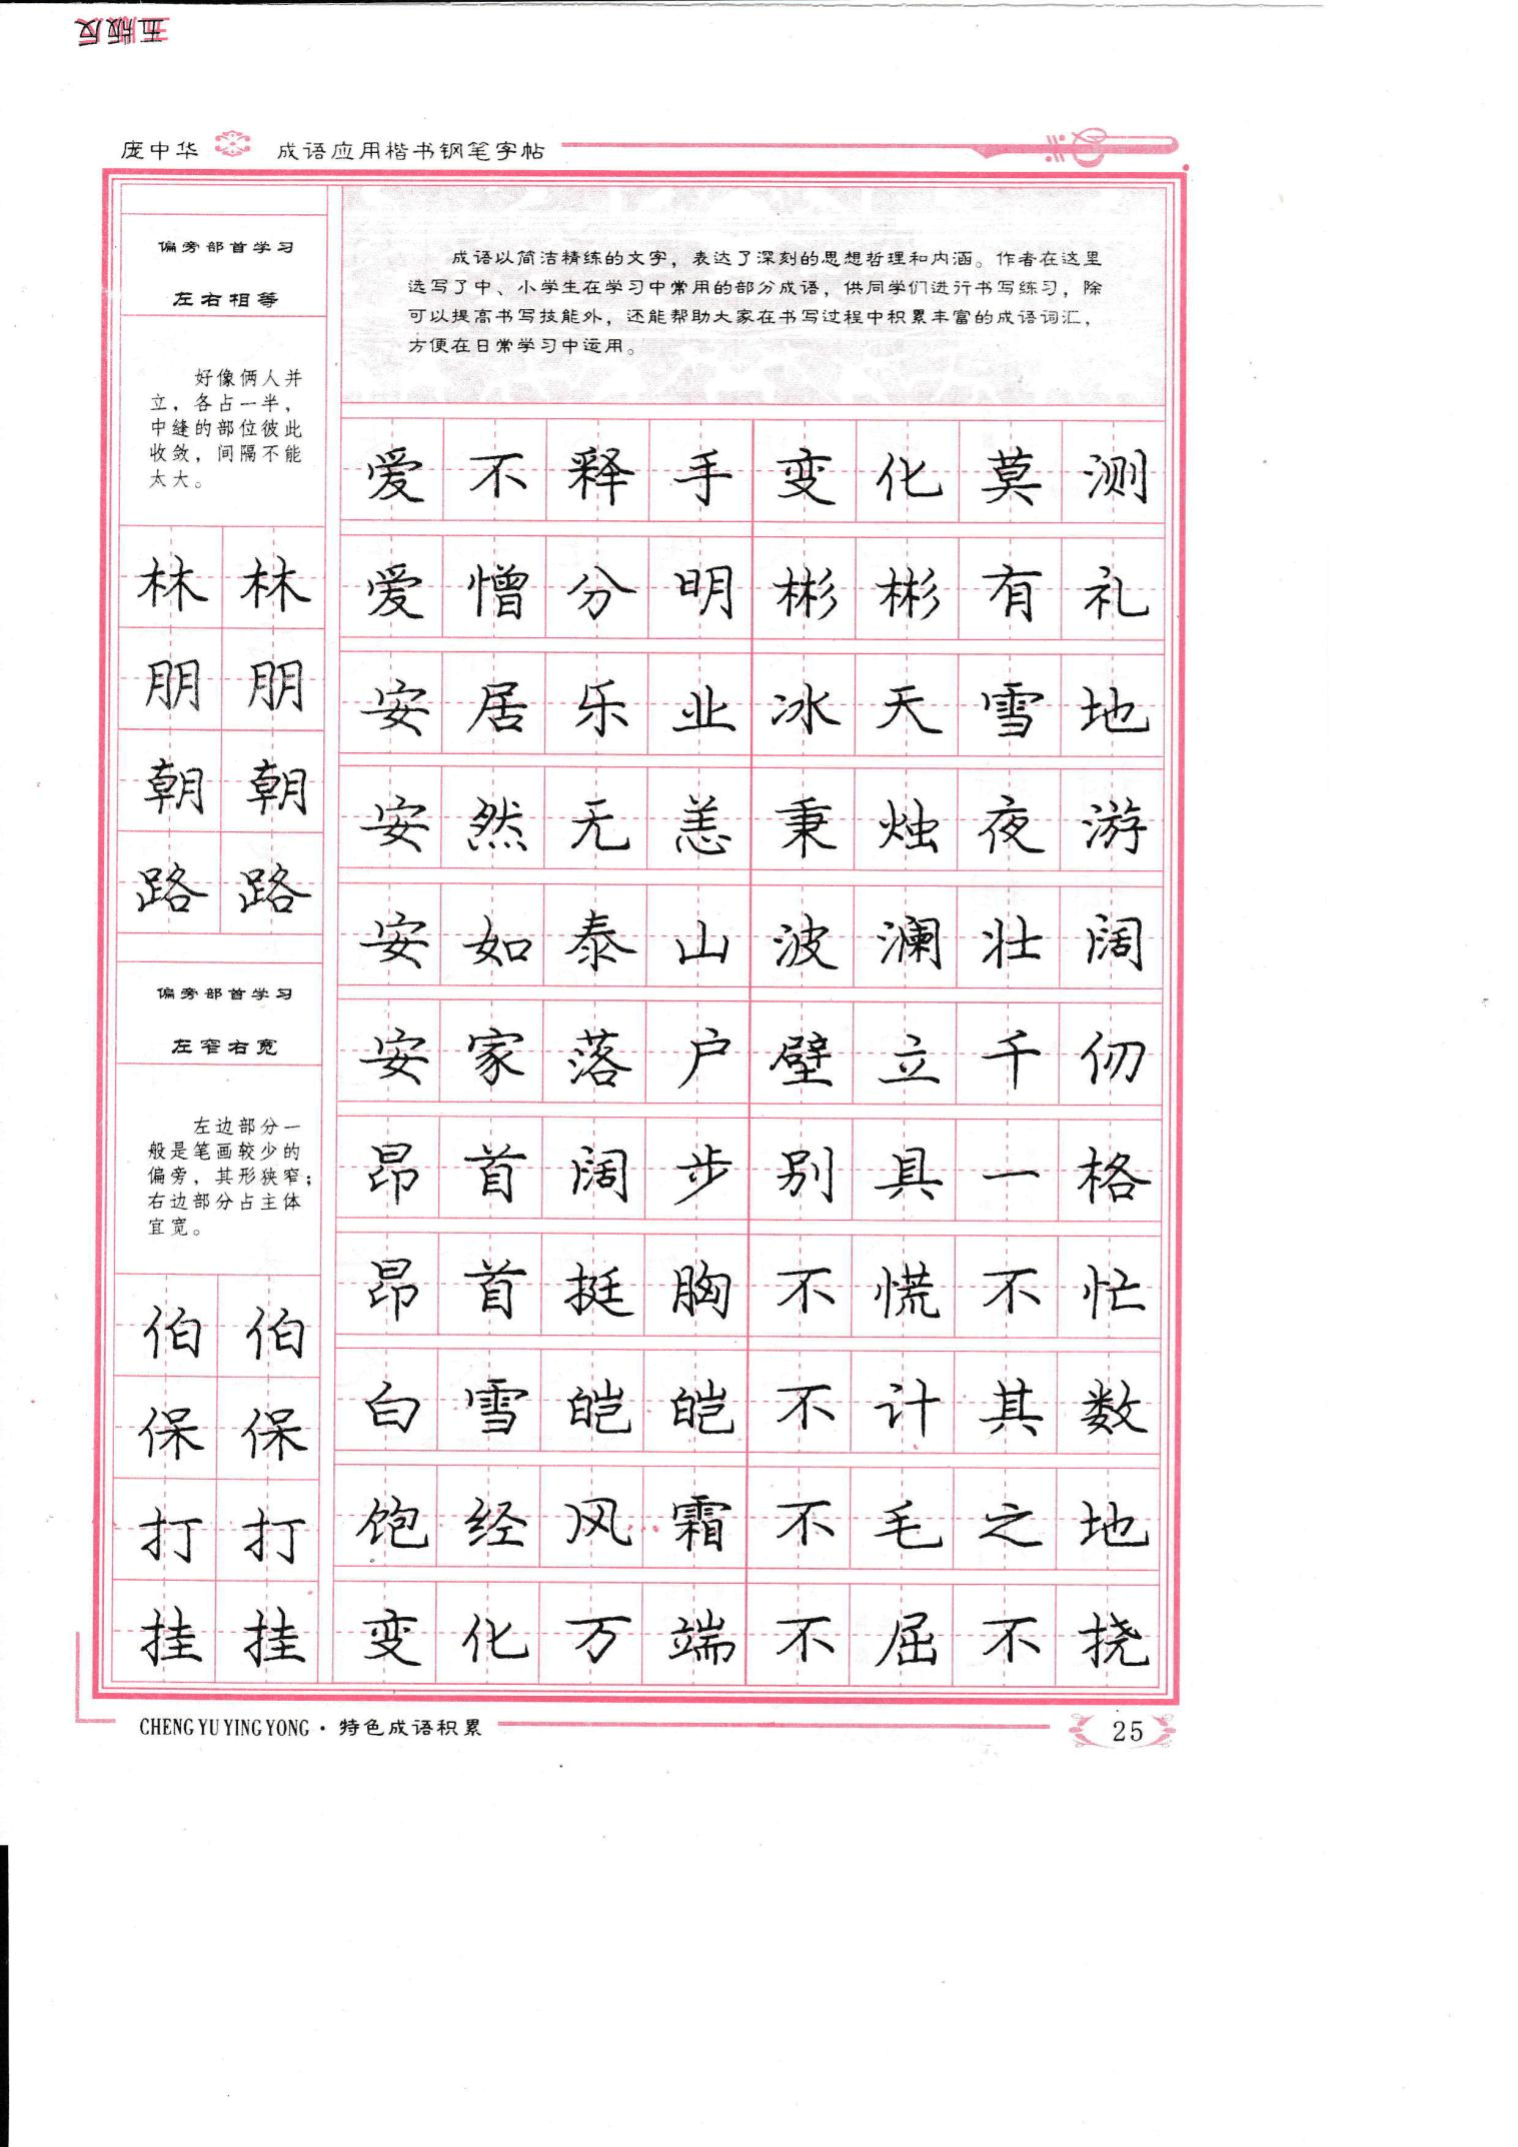 五版反
庞中华 成语应用楷书钢笔字帖
偏旁部首学习
左右相等
好像俩人并
立，各占一半，
中缝的部位彼此
收敛，间隔不能
太大。
林 林
朋 朋
朝 朝
路 路
偏旁部首学习
左窄右宽
左边部分一
般是笔画较少的
偏旁，其形狭窄；
右边部分占主体
宜宽。
伯 伯
保 保
打 打
挂 挂
成语以简洁精练的文字，表达了深刻的思想哲理和内涵。作者在这里
选写了中、小学生在学习中常用的部分成语，供同学们进行书写练习，除
可以提高书写技能外，还能帮助大家在书写过程中积累丰富的成语词汇，
方便在日常学习中运用。
爱不释手变化莫测
爱憎分明彬彬有礼
安居乐业冰天雪地
安然无恙秉烛夜游
安如泰山波澜壮阔
安家落户壁立千仞
昂首阔步别具一格
昂首挺胸不慌不忙
白雪皑皑不计其数
饱经风霜不毛之地
变化万端不屈不挠
CHENG YU YING YONG · 特色成语积累
25